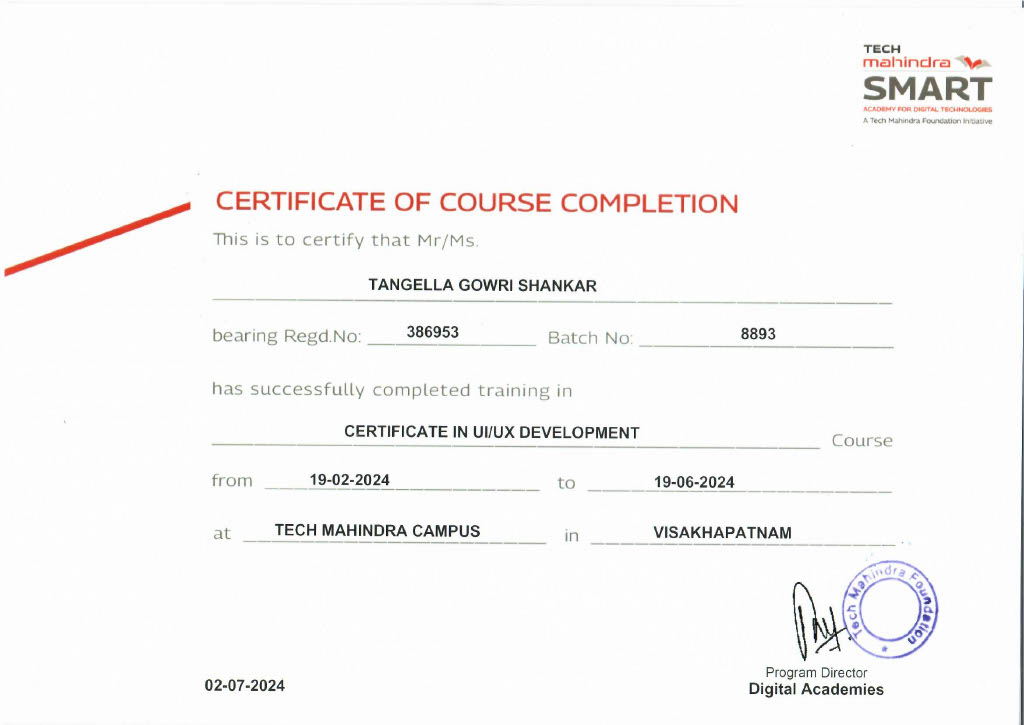 TECH
mahindra
SMART
ACADEMY FOR DIGITAL TECHNOLOGIES
A Tech Mahindra Foundation Initiative
CERTIFICATE OF COURSE COMPLETION
This is to certify that Mr/Ms.
TANGELLA GOWRI SHANKAR
bearing Regd.No: 386953 Batch No: 8893
has successfully completed training in
CERTIFICATE IN UI/UX DEVELOPMENT Course
from 19-02-2024 to 19-06-2024
at TECH MAHINDRA CAMPUS in VISAKHAPATNAM
Tech Mahindra Foundation
Program Director
02-07-2024 Digital Academies